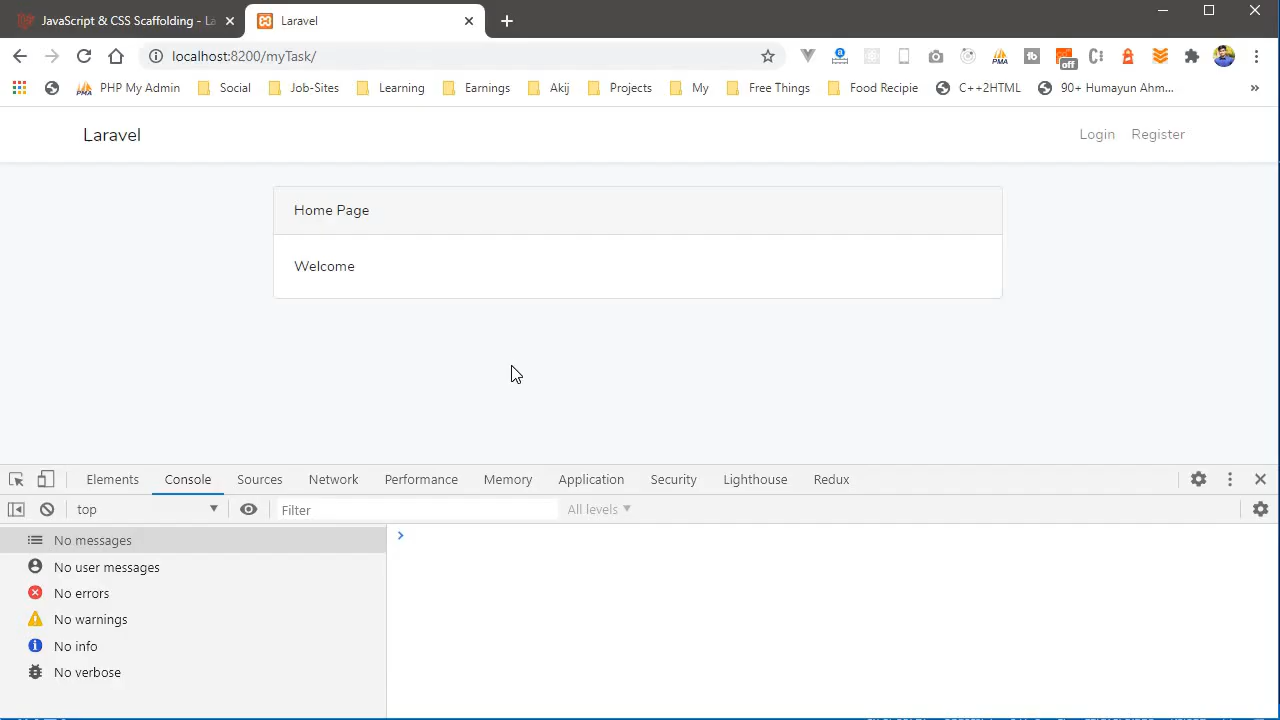 JavaScript & CSS Scaffolding - La
Laravel
localhost:8200/myTask/
off
PHP My Admin
Social
Job-Sites
Learning
Earnings
Akij
Projects
My
Free Things
Food Recipie
C++2HTML
90+ Humayun Ahm...
»
Laravel
Login
Register
Home Page
Welcome
Elements
Console
Sources
Network
Performance
Memory
Application
Security
Lighthouse
Redux
top
Filter
All levels
No messages
No user messages
No errors
No warnings
No info
No verbose